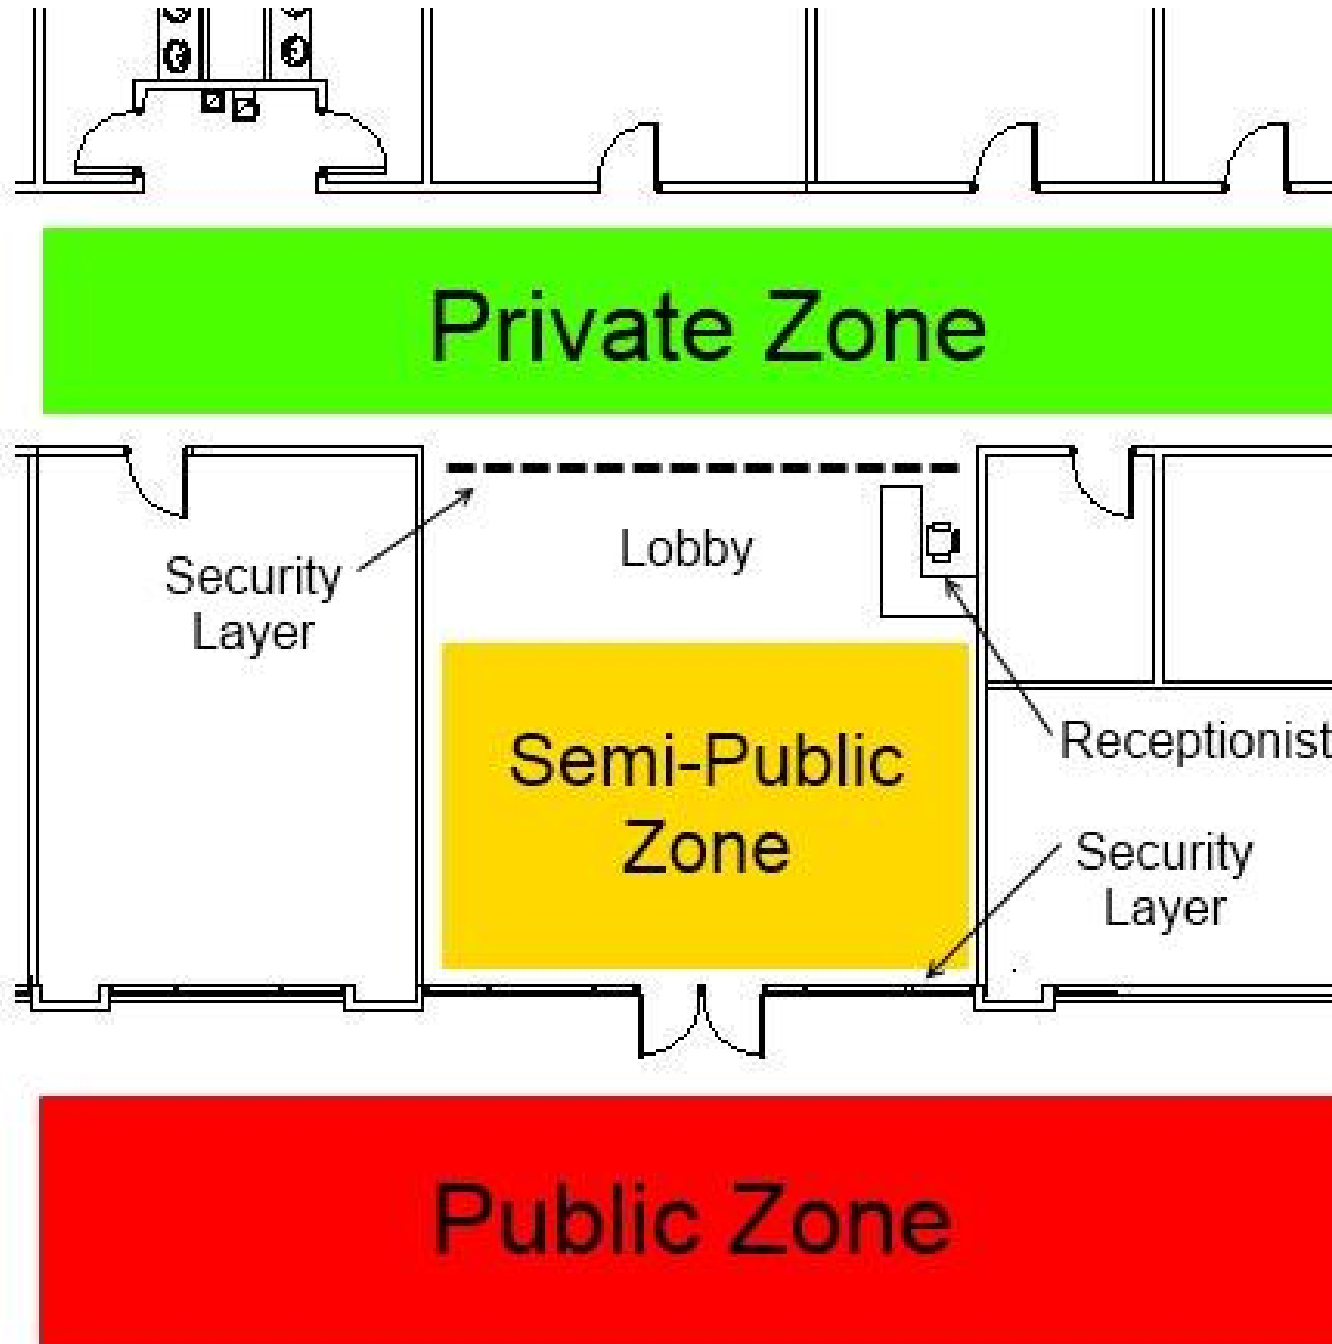 Private Zone
Lobby
Security
Layer
Semi-Public
Zone
Receptionist
Security
Layer
Public Zone